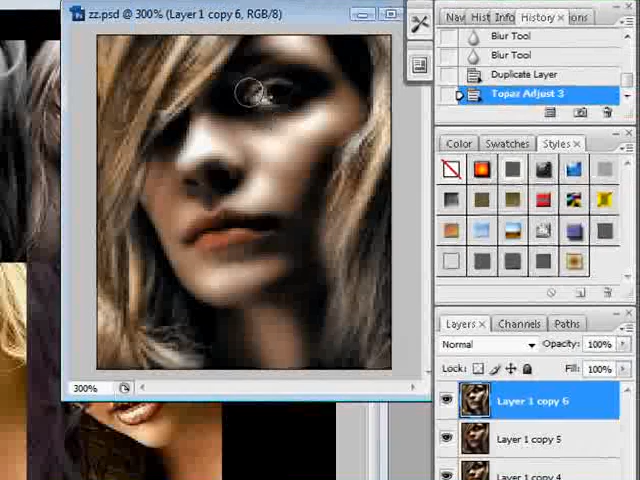 zz.psd @ 300% (Layer 1 copy 6, RGB/8)
Nav Hist Info History × ions
Blur Tool
Blur Tool
Duplicate Layer
Topaz Adjust 3
Color Swatches Styles ×
Layers × Channels Paths
Normal Opacity: 100%
Lock: Fill: 100%
Layer 1 copy 6
Layer 1 copy 5
Layer 1 copy 4
300%